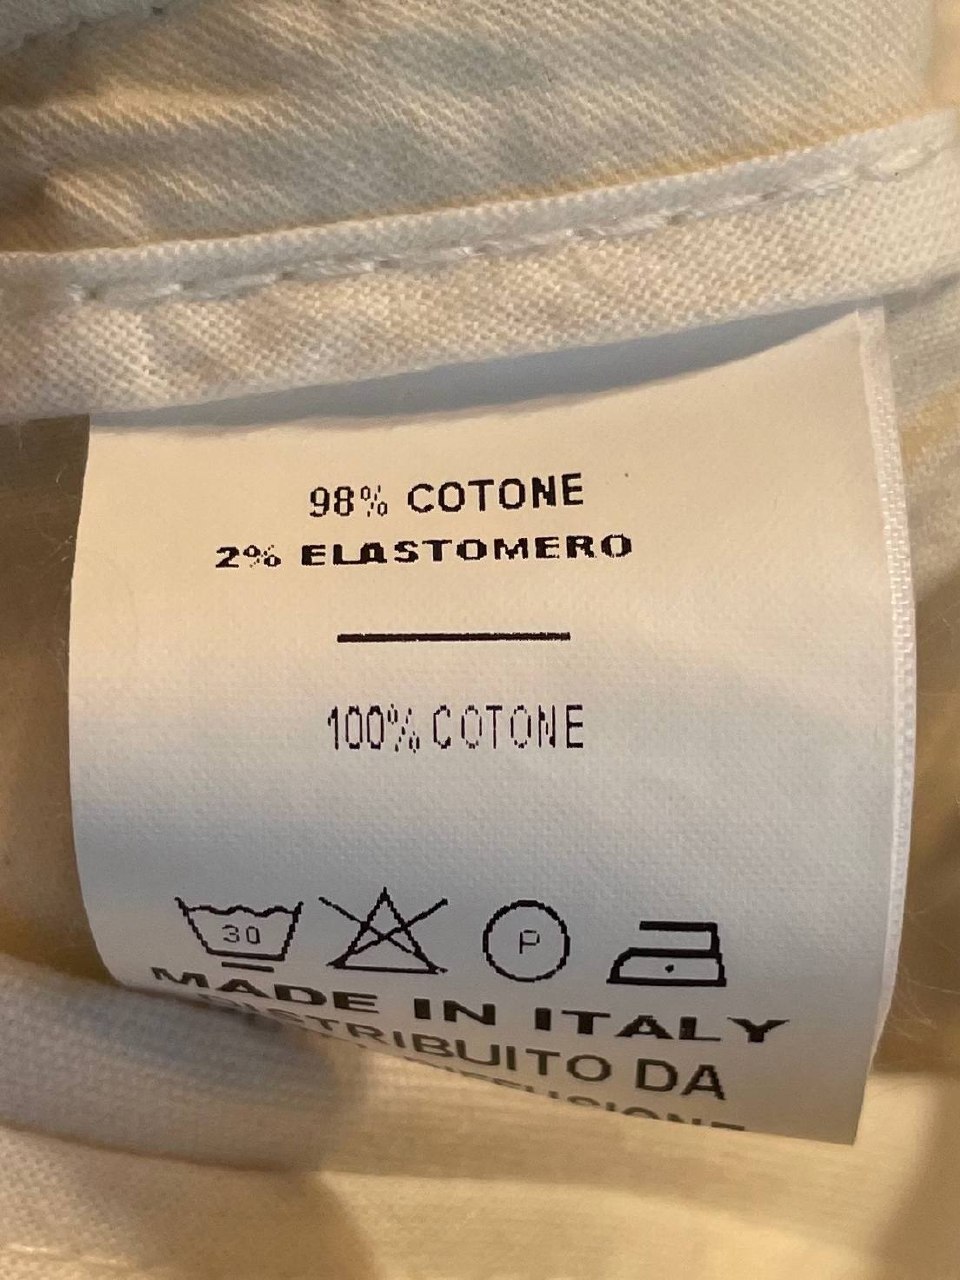 98% COTONE
2% ELASTOMERO
100% COTONE
30 P
MADE IN ITALY
DISTRIBUITO DA